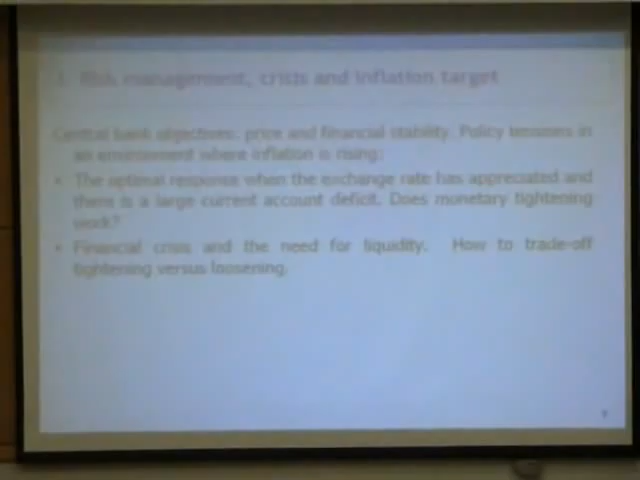 Risk management, crisis and inflation target
Central bank objectives: price and financial stability. Policy tensions in
an environment where inflation is rising:
• The optimal response when the exchange rate has appreciated and
there is a large current account deficit. Does monetary tightening
work?
• Financial crisis and the need for liquidity. How to trade-off
tightening versus loosening.